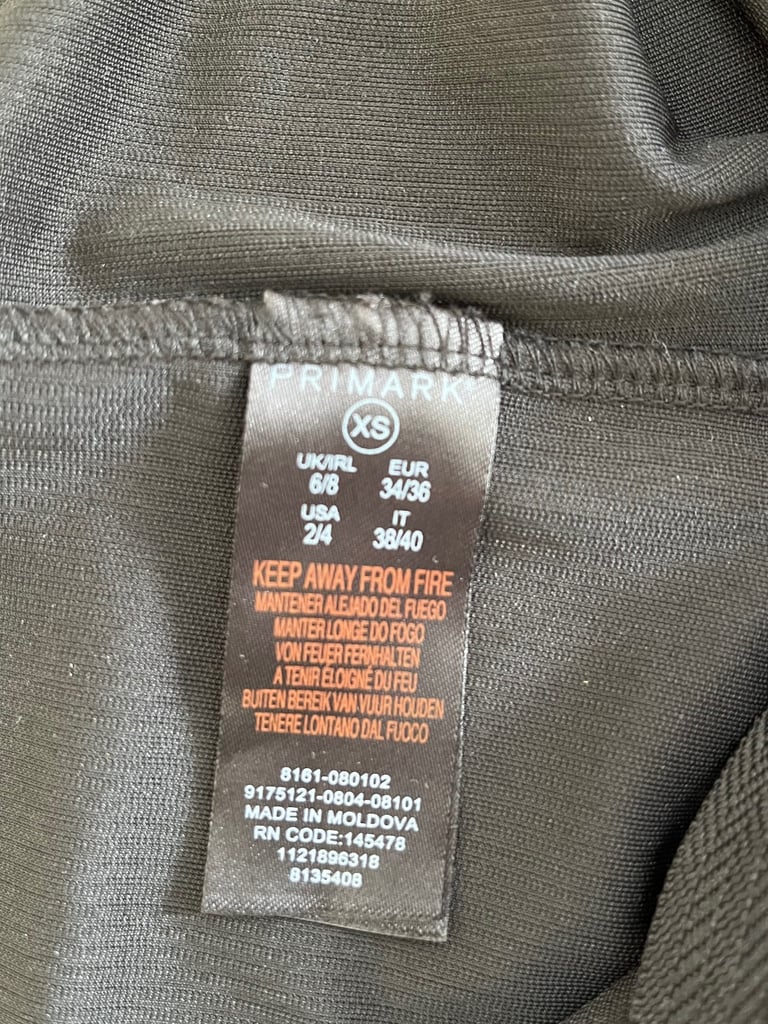 PRIMARK
XS
UK/IRL EUR
6/8 34/36
USA IT
2/4 38/40
KEEP AWAY FROM FIRE
MANTENER ALEJADO DEL FUEGO
MANTER LONGE DO FOGO
VON FEUER FERNHALTEN
A TENIR ÉLOIGNÉ DU FEU
BUITEN BEREIK VAN VUUR HOUDEN
TENERE LONTANO DAL FUOCO
8161-080102
9175121-0804-08101
MADE IN MOLDOVA
RN CODE:145478
1121896318
8135408